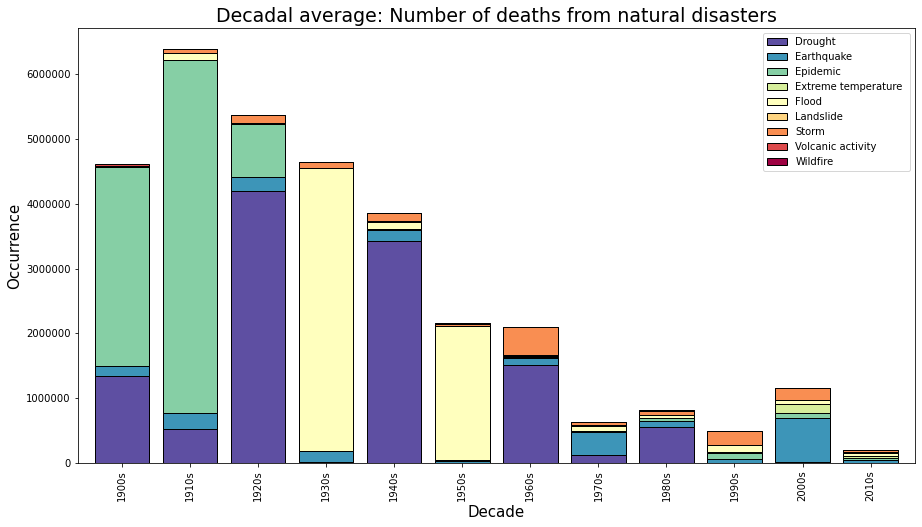 Decadal average: Number of deaths from natural disasters
Occurrence
6000000
5000000
4000000
3000000
2000000
1000000
0
Drought
Earthquake
Epidemic
Extreme temperature
Flood
Landslide
Storm
Volcanic activity
Wildfire
1900s
1910s
1920s
1930s
1940s
1950s
1960s
1970s
1980s
1990s
2000s
2010s
Decade